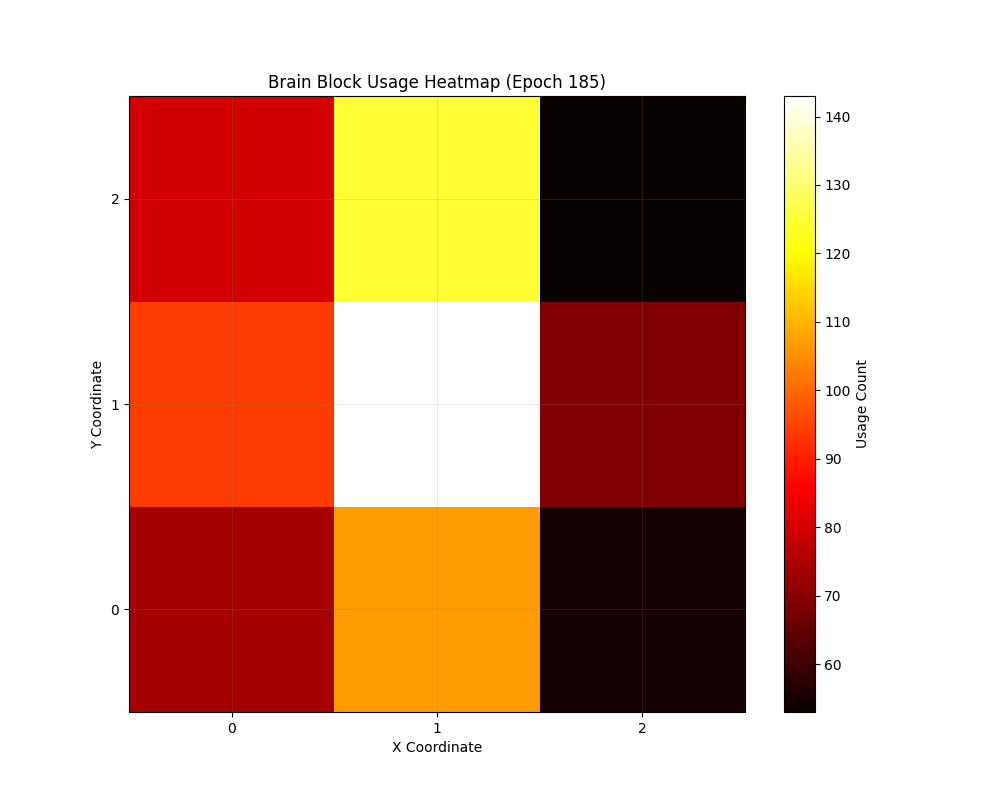 Brain Block Usage Heatmap (Epoch 185)
140
130
120
110
100
90
80
70
60
Usage Count
2
1
0
Y Coordinate
0 1 2
X Coordinate